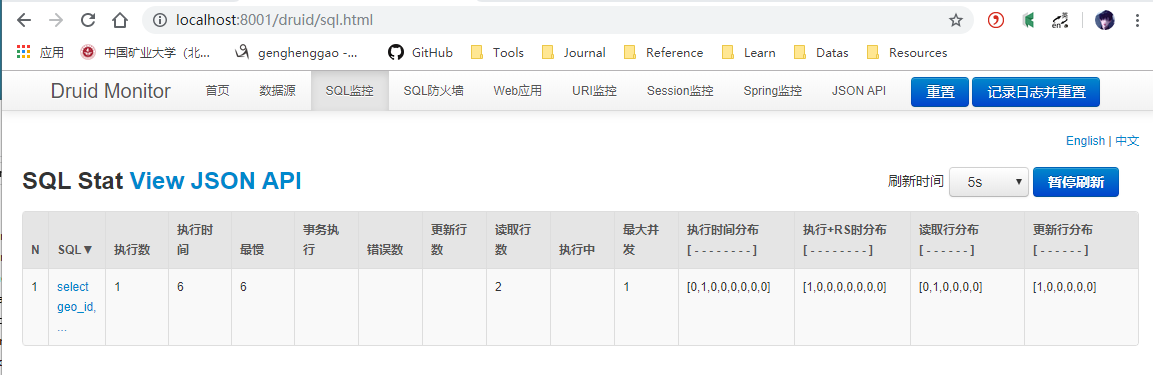 localhost:8001/druid/sql.html
应用 中国矿业大学（北... genghenggao -... GitHub Tools Journal Reference Learn Datas Resources
Druid Monitor 首页 数据源 SQL监控 SQL防火墙 Web应用 URI监控 Session监控 Spring监控 JSON API 重置 记录日志并重置
English | 中文
SQL Stat View JSON API 刷新时间 5s 暂停刷新
N SQL▼ 执行数 执行时间 最慢 事务执行 错误数 更新行数 读取行数 执行中 最大并发 执行时间分布 [ - - - - - - - - ] 执行+RS时分布 [ - - - - - - - - ] 读取行分布 [ - - - - - - ] 更新行分布 [ - - - - - - ]
1 select geo_id, ... 1 6 6 2 1 [0,1,0,0,0,0,0,0] [1,0,0,0,0,0,0,0] [0,1,0,0,0,0] [1,0,0,0,0,0]